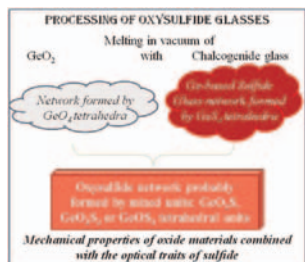 PROCESSING OF OXYSULFIDE GLASSES
Melting in vacuum of
GeO2 with Chalcogenide glass
Network formed by
GeO4 tetrahedra
Ge-based Sulfide
Glass-network formed
by GeS4 tetrahedra
Oxysulfide network probably
formed by mixed units: GeO3S,
GeO2S2 or GeOS3 tetrahedral units
Mechanical properties of oxide materials combined
with the optical traits of sulfide